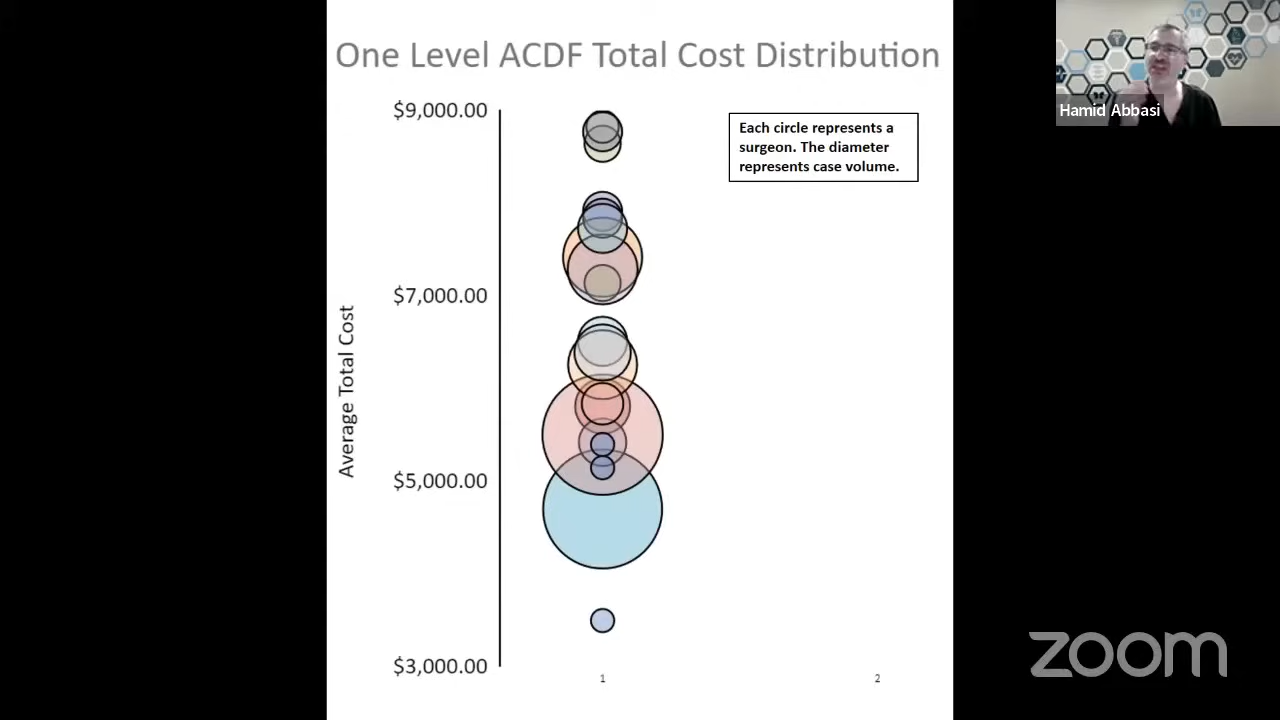 One Level ACDF Total Cost Distribution
Hamid Abbasi
Each circle represents a
surgeon. The diameter
represents case volume.
$9,000.00
$7,000.00
$5,000.00
$3,000.00
Average Total Cost
1
2
zoom